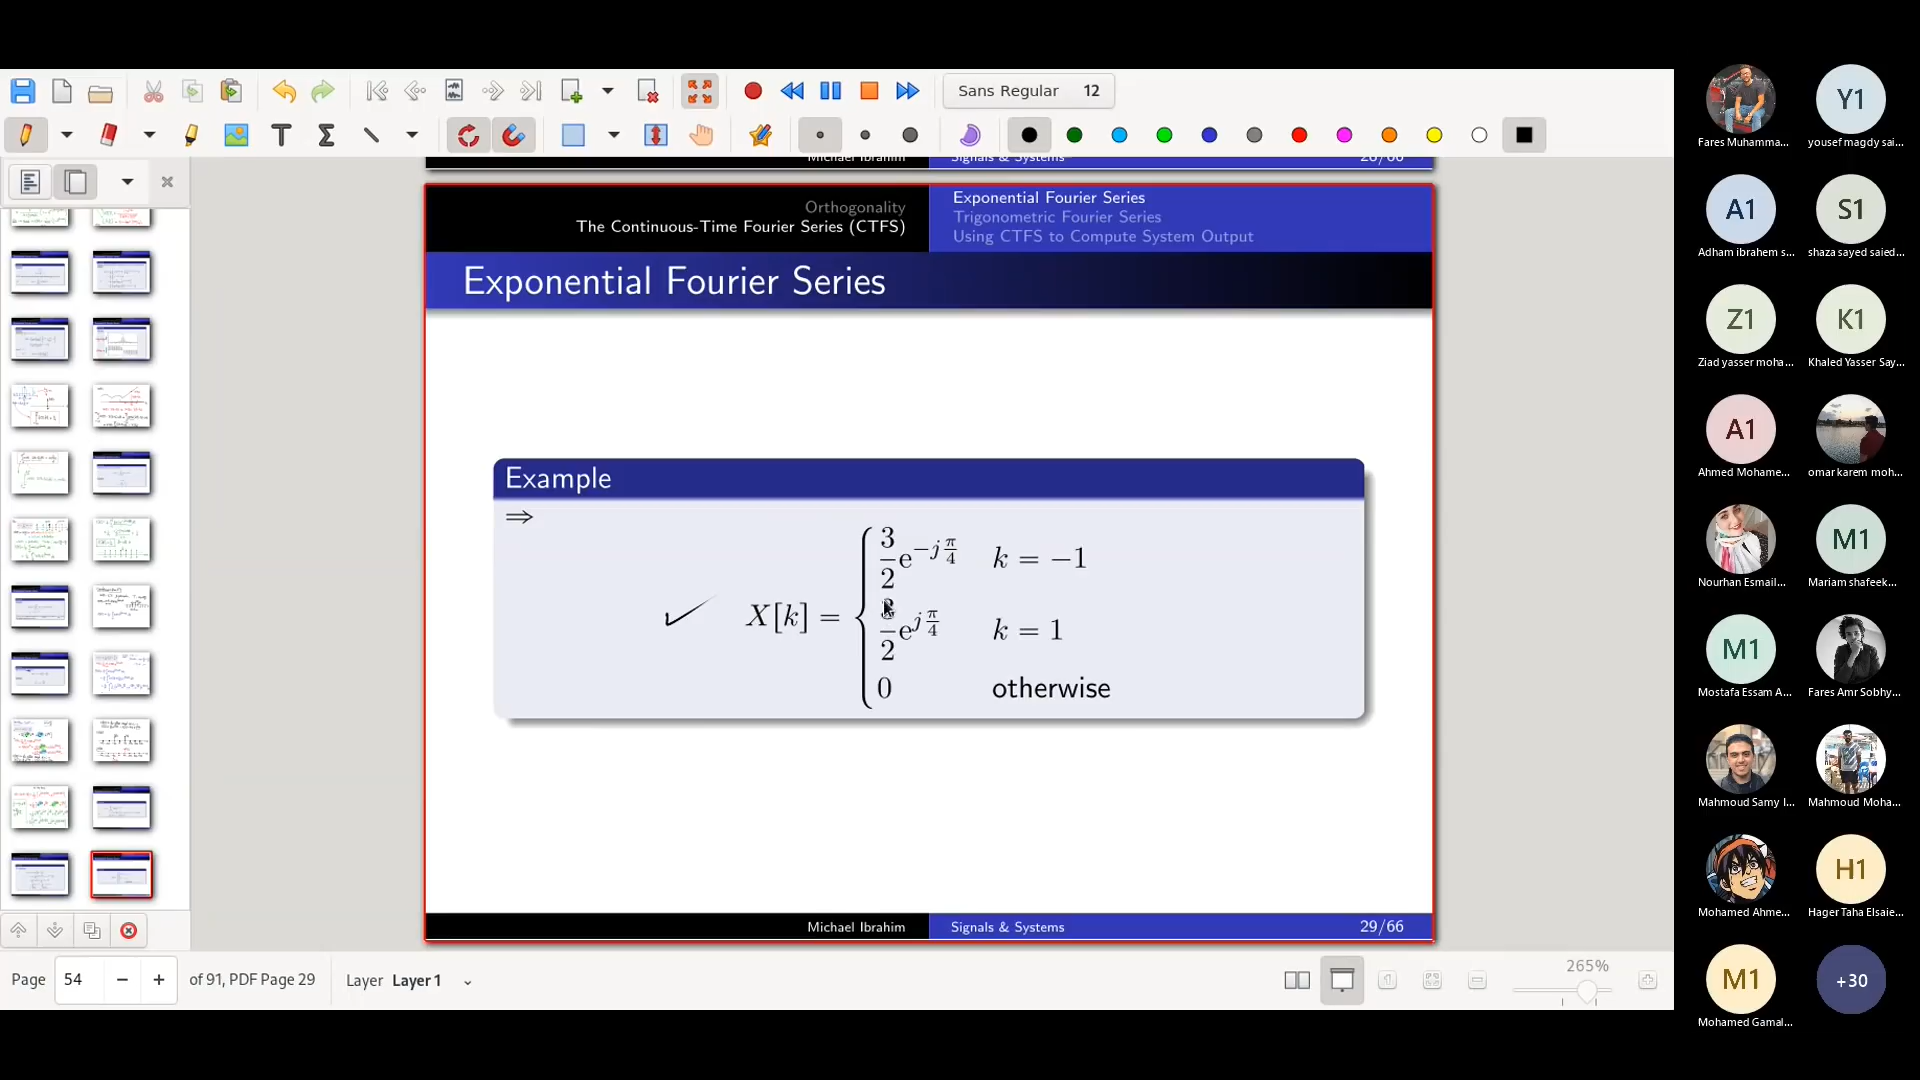 Sans Regular 12
Michael Ibrahim
Signals & Systems
26/66
Orthogonality
The Continuous-Time Fourier Series (CTFS)
Exponential Fourier Series
Trigonometric Fourier Series
Using CTFS to Compute System Output
Exponential Fourier Series
Example
⇒
X[k] = { 3/2 e^{-j π/4} k = −1
3/2 e^{j π/4} k = 1
0 otherwise
Michael Ibrahim
Signals & Systems
29/66
Page 54 − + of 91, PDF Page 29 Layer Layer 1
265%
Fares Muhamma...
Y1
yousef magdy sai...
A1
Adham ibrahem s...
S1
shaza sayed saied...
Z1
Ziad yasser moha...
K1
Khaled Yasser Say...
A1
Ahmed Mohame...
omar karem moh...
Nourhan Esmail...
M1
Mariam shafeek...
M1
Mostafa Essam A...
Fares Amr Sobhy...
Mahmoud Samy I...
Mahmoud Moha...
Mohamed Ahme...
H1
Hager Taha Elsaie...
M1
Mohamed Gamal...
+30